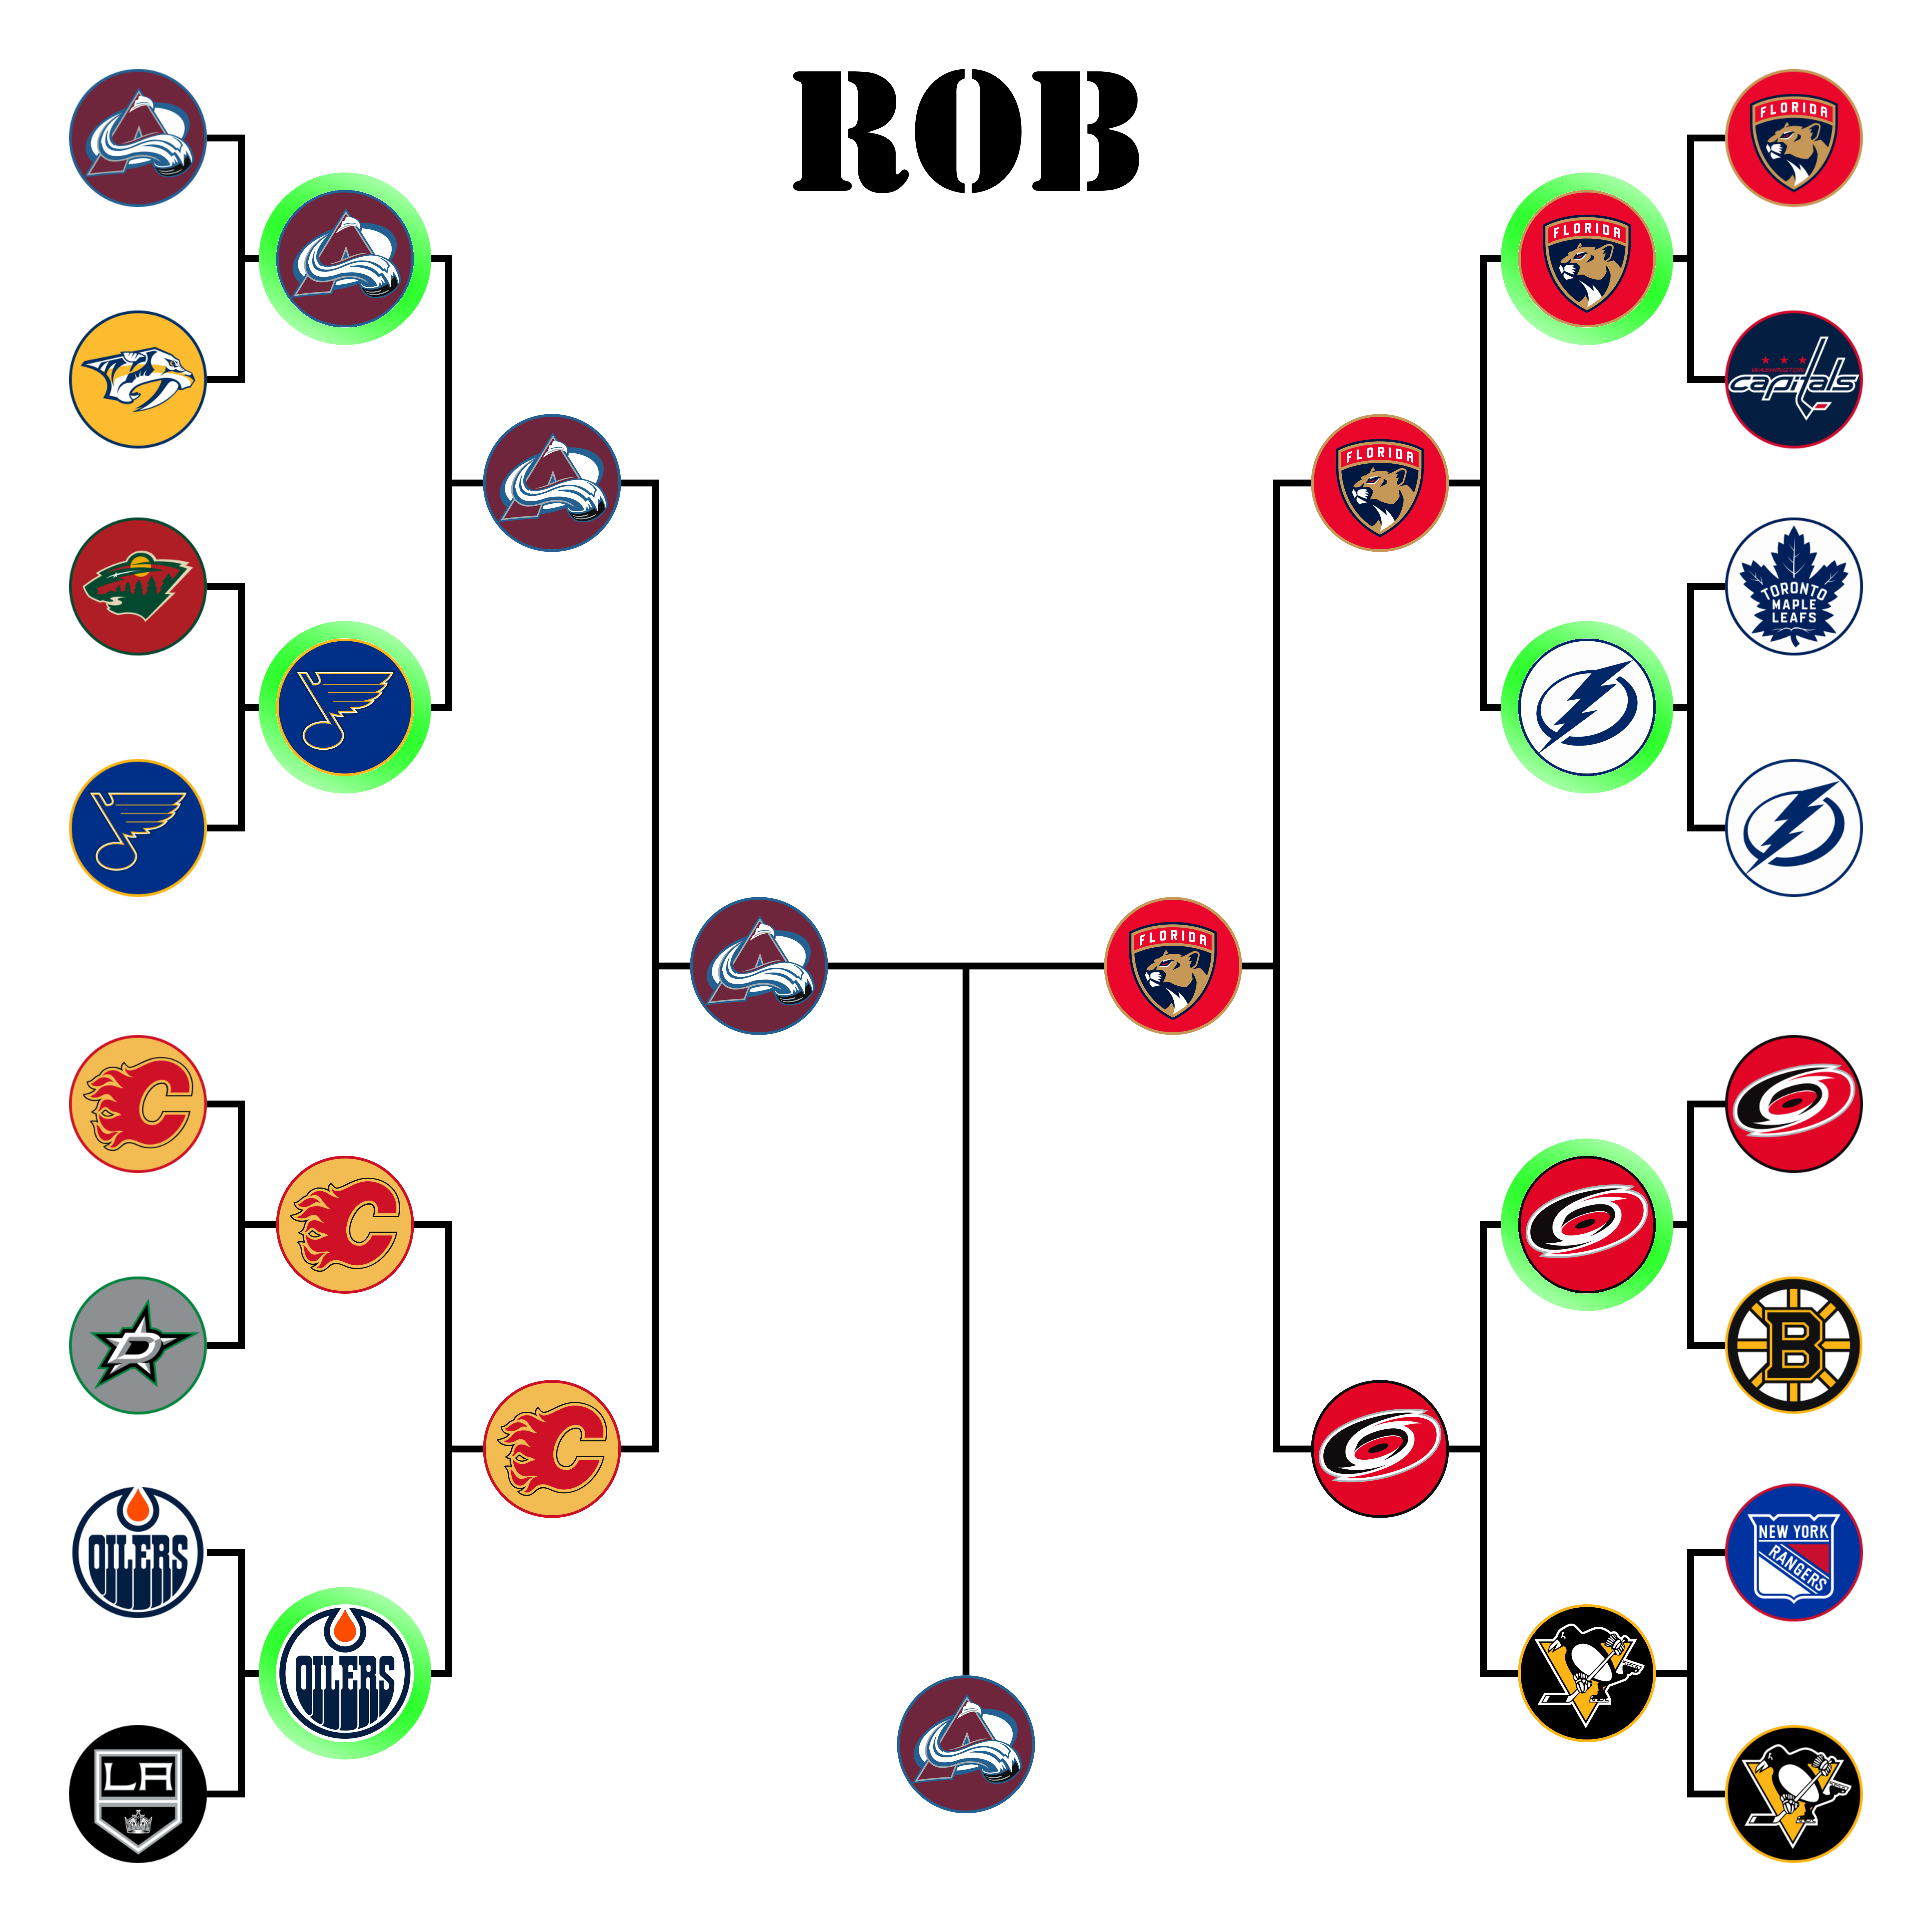 ROB
FLORIDA
FLORIDA
WASHINGTON
capitals
FLORIDA
TORONTO
MAPLE
LEAFS
FLORIDA
OILERS
NEW YORK
RANGERS
OILERS
LA